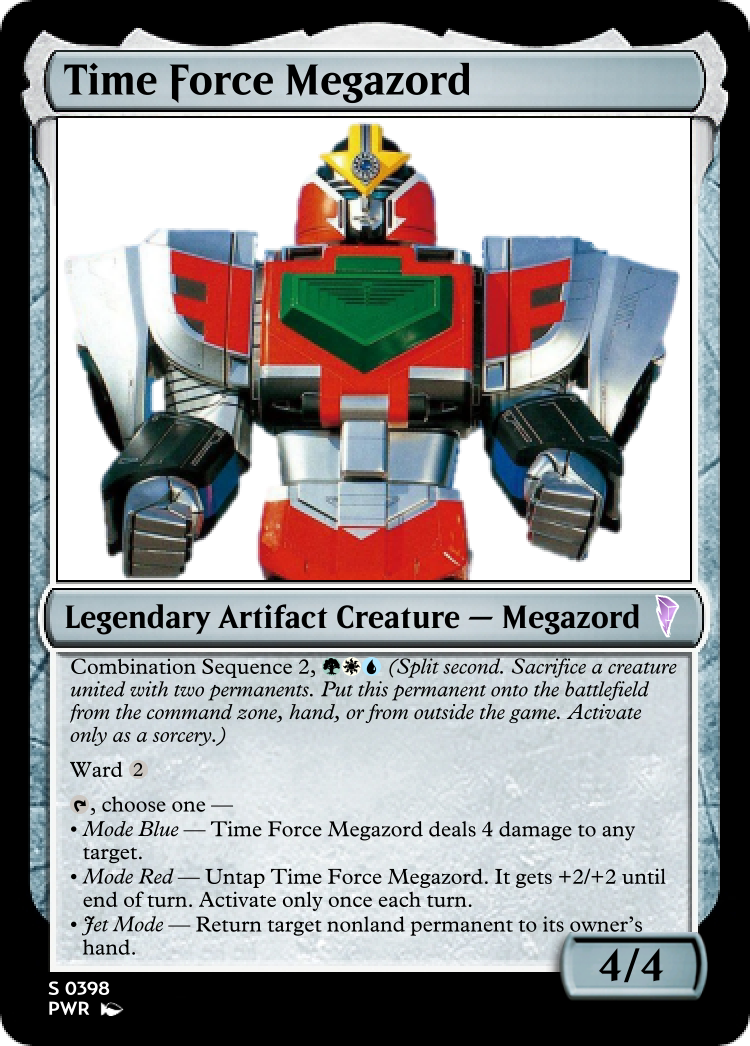 Time Force Megazord
Legendary Artifact Creature — Megazord
Combination Sequence 2, (Split second. Sacrifice a creature
united with two permanents. Put this permanent onto the battlefield
from the command zone, hand, or from outside the game. Activate
only as a sorcery.)
Ward 2
, choose one —
• Mode Blue — Time Force Megazord deals 4 damage to any
target.
• Mode Red — Untap Time Force Megazord. It gets +2/+2 until
end of turn. Activate only once each turn.
• Jet Mode — Return target nonland permanent to its owner's
hand.
4/4
S 0398
PWR